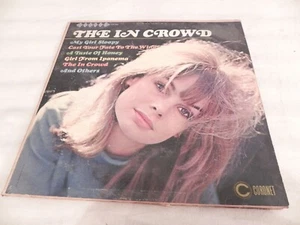 THE IN CROWD
My Girl Sloopy
Cast Your Fate To The Wind
A Taste Of Honey
Girl From Ipanema
The In Crowd
And Others
C
CORONET